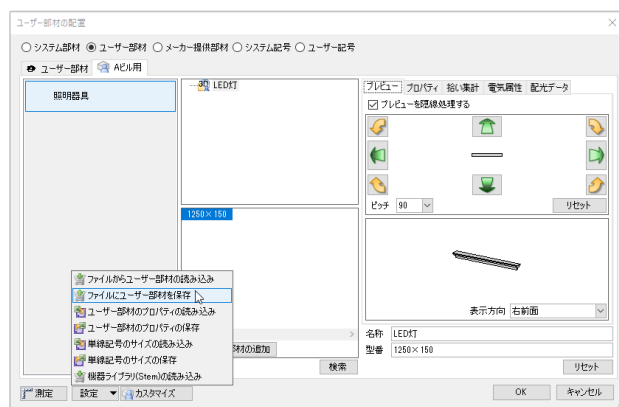 ユーザー部材の配置
システム部材 ユーザー部材 メーカー提供部材 システム記号 ユーザー記号
ユーザー部材 Aビル用
照明器具
LED灯
プレビュー プロパティ 拾い集計 電気属性 配光データ
プレビューを隠線処理する
ピッチ 90 リセット
1250×150
表示方向 右前面
ファイルからユーザー部材の読み込み
ファイルにユーザー部材を保存
ユーザー部材のプロパティの読み込み
ユーザー部材のプロパティの保存
単線記号のサイズの読み込み
単線記号のサイズの保存
機器ライブラリ(Stem)の読み込み
部材の追加
検索
名称 LED灯
型番 1250×150
リセット
測定 設定 カスタマイズ OK キャンセル